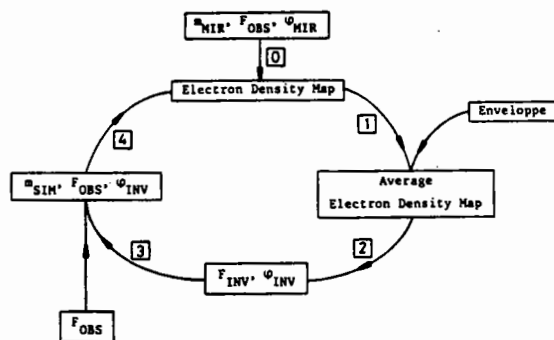 m_MIR, F_OBS, φ_MIR
0
Electron Density Map
1
Enveloppe
4
m_SIM, F_OBS, φ_INV
Average
Electron Density Map
2
3
F_INV, φ_INV
F_OBS